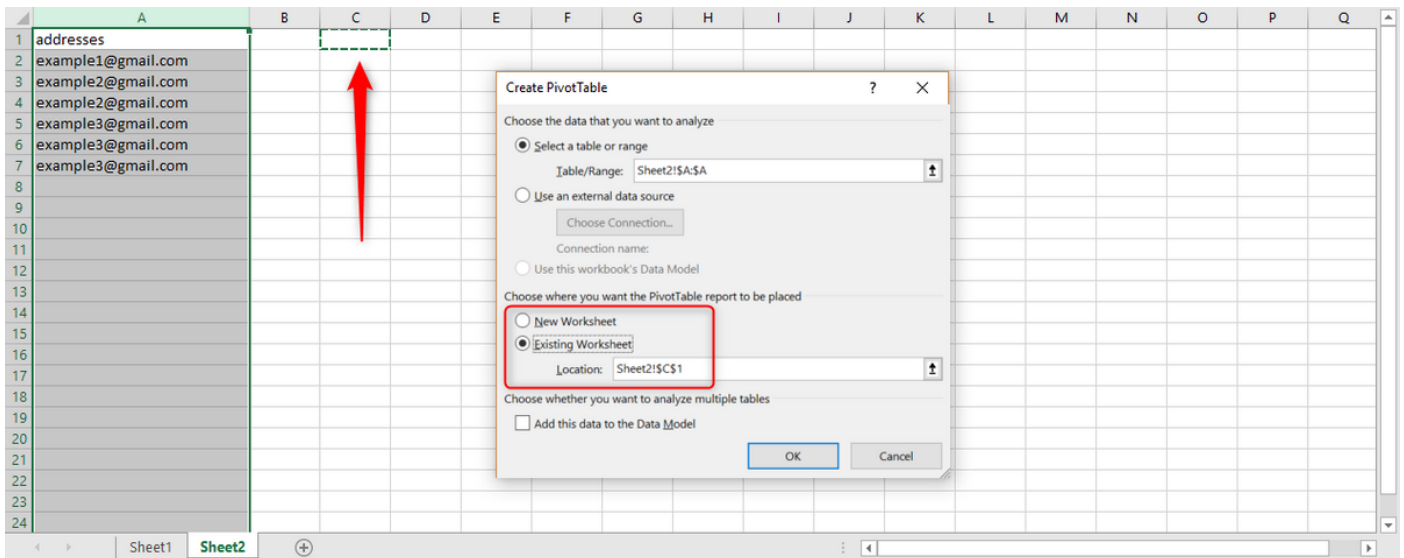 A B C D E F G H I J K L M N O P Q
1 addresses
2 example1@gmail.com
3 example2@gmail.com
4 example2@gmail.com
5 example3@gmail.com
6 example3@gmail.com
7 example3@gmail.com
8
9
10
11
12
13
14
15
16
17
18
19
20
21
22
23
24
Create PivotTable ? X
Choose the data that you want to analyze
Select a table or range
Table/Range: Sheet2!$A:$A
Use an external data source
Choose Connection...
Connection name:
Use this workbook's Data Model
Choose where you want the PivotTable report to be placed
New Worksheet
Existing Worksheet
Location: Sheet2!$C$1
Choose whether you want to analyze multiple tables
Add this data to the Data Model
OK Cancel
Sheet1 Sheet2